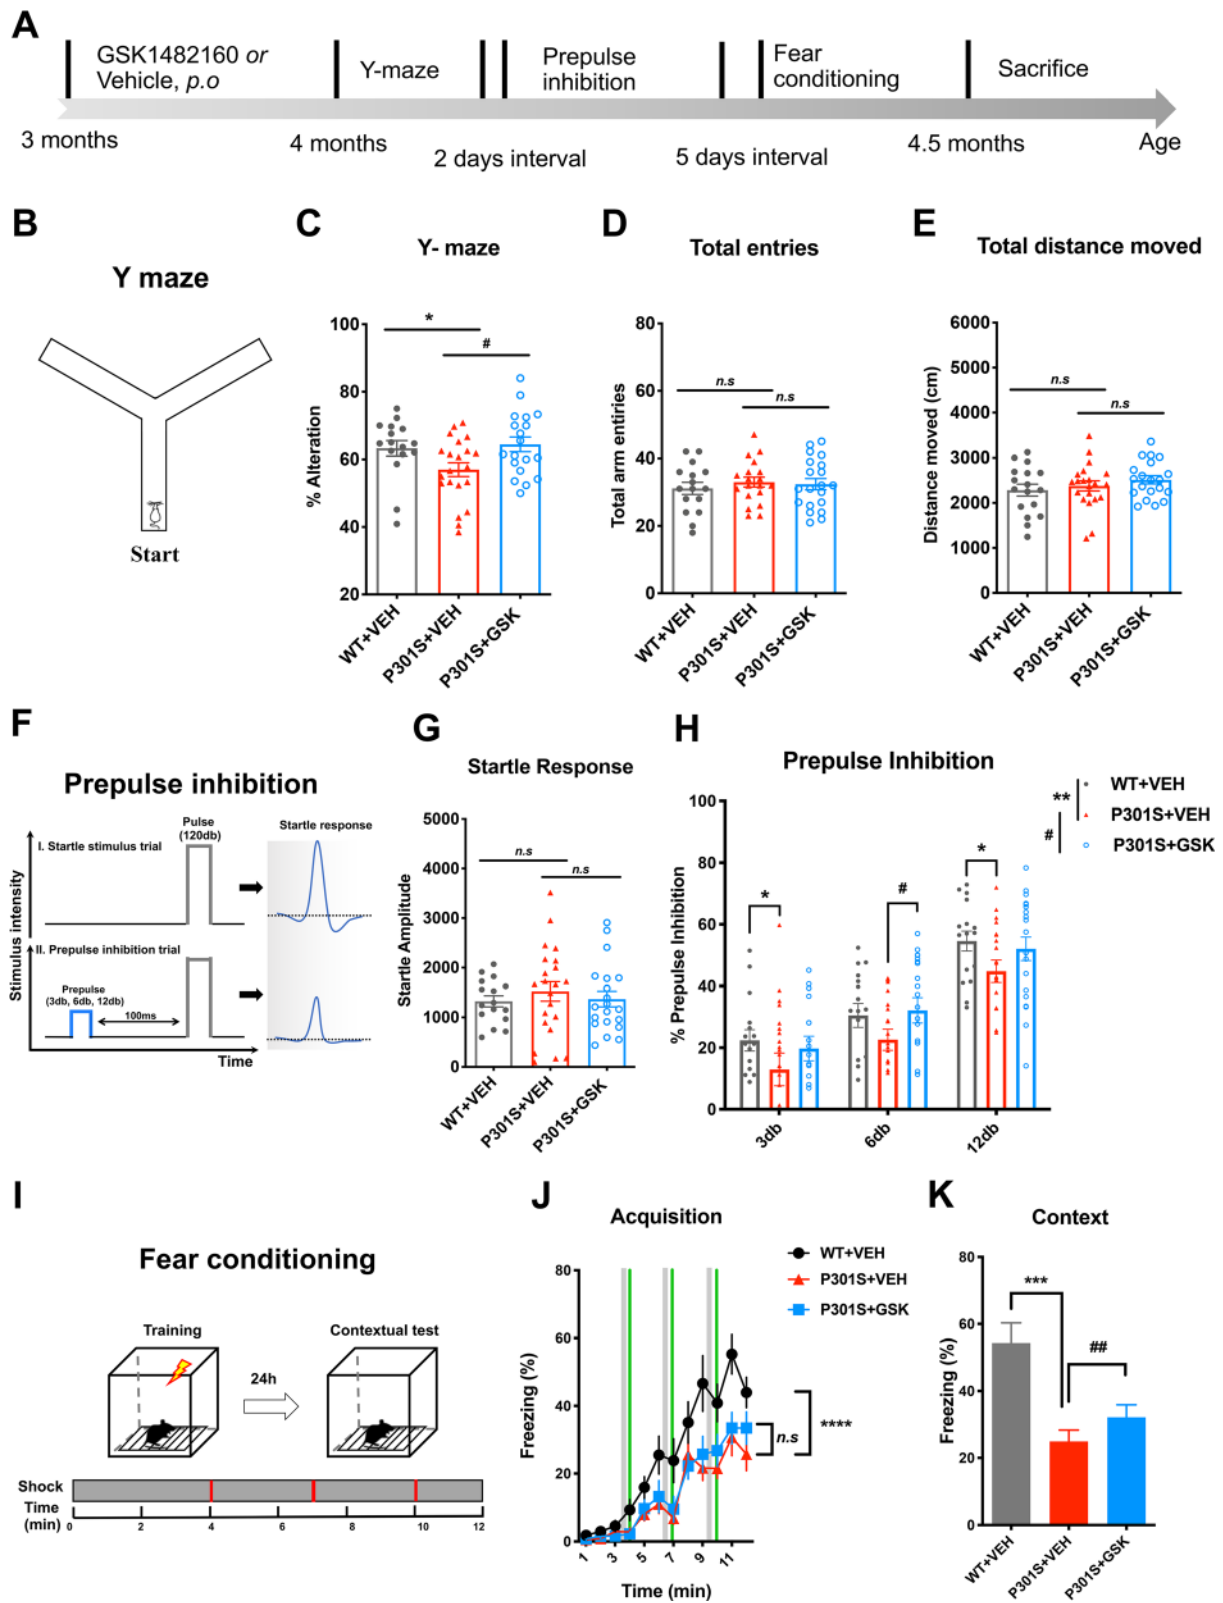 A
GSK1482160 or
Vehicle, p.o
Y-maze
Prepulse
inhibition
Fear
conditioning
Sacrifice
3 months
4 months
2 days interval
5 days interval
4.5 months
Age
B
Y maze
Start
C
Y- maze
% Alteration
100
80
60
40
20
*
#
WT+VEH
P301S+VEH
P301S+GSK
D
Total entries
Total arm entiries
80
60
40
20
0
n.s
n.s
WT+VEH
P301S+VEH
P301S+GSK
E
Total distance moved
Distance moved (cm)
6000
5000
4000
3000
2000
1000
0
n.s
n.s
WT+VEH
P301S+VEH
P301S+GSK
F
Prepulse inhibition
Stimulus intensity
Pulse
(120db)
Startle response
I. Startle stimulus trial
II. Prepulse inhibition trial
Prepulse
(3db, 6db, 12db)
100ms
Time
G
Startle Response
Startle Amplitude
5000
4000
3000
2000
1000
0
n.s
n.s
WT+VEH
P301S+VEH
P301S+GSK
H
Prepulse Inhibition
% Prepulse Inhibition
100
80
60
40
20
0
*
#
*
3db
6db
12db
WT+VEH
P301S+VEH
P301S+GSK
**
#
I
Fear conditioning
Training
Contextual test
24h
Shock
Time
(min)
0
2
4
6
8
10
12
J
Acquisition
Freezing (%)
80
60
40
20
0
1
3
5
7
9
11
Time (min)
WT+VEH
P301S+VEH
P301S+GSK
n.s
****
K
Context
Freezing (%)
80
60
40
20
0
***
##
WT+VEH
P301S+VEH
P301S+GSK